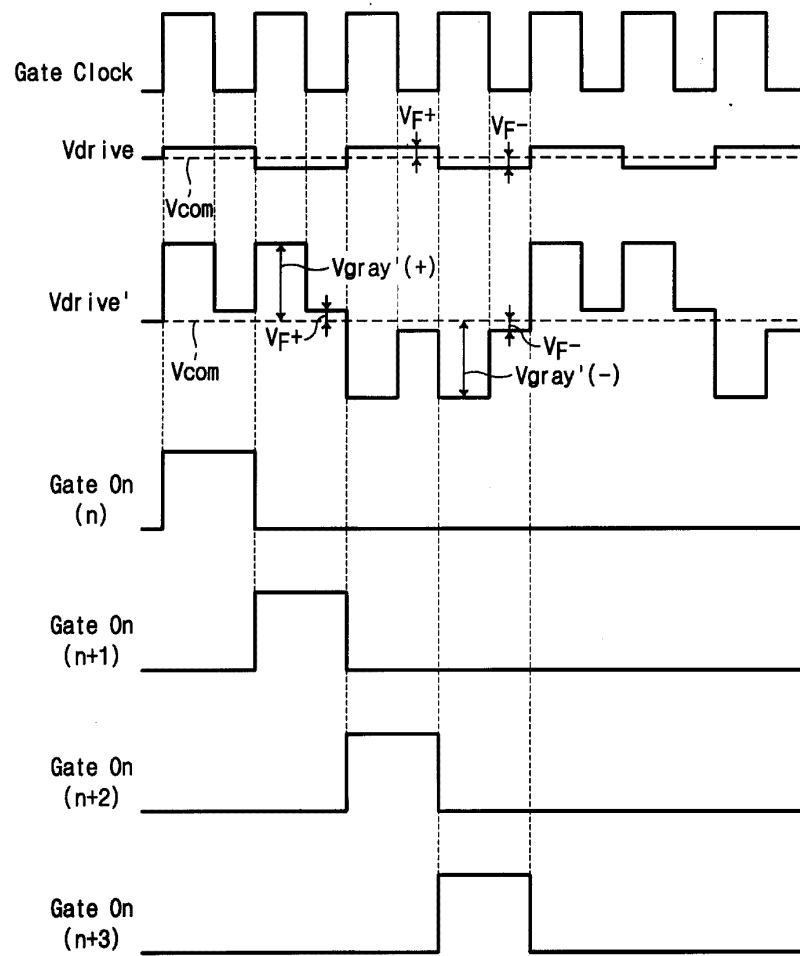 Gate Clock
VF+
VF-
Vdrive
Vcom
Vgray'(+)
Vdrive'
VF+
VF-
Vcom
Vgray'(-)
Gate On
(n)
Gate On
(n+1)
Gate On
(n+2)
Gate On
(n+3)